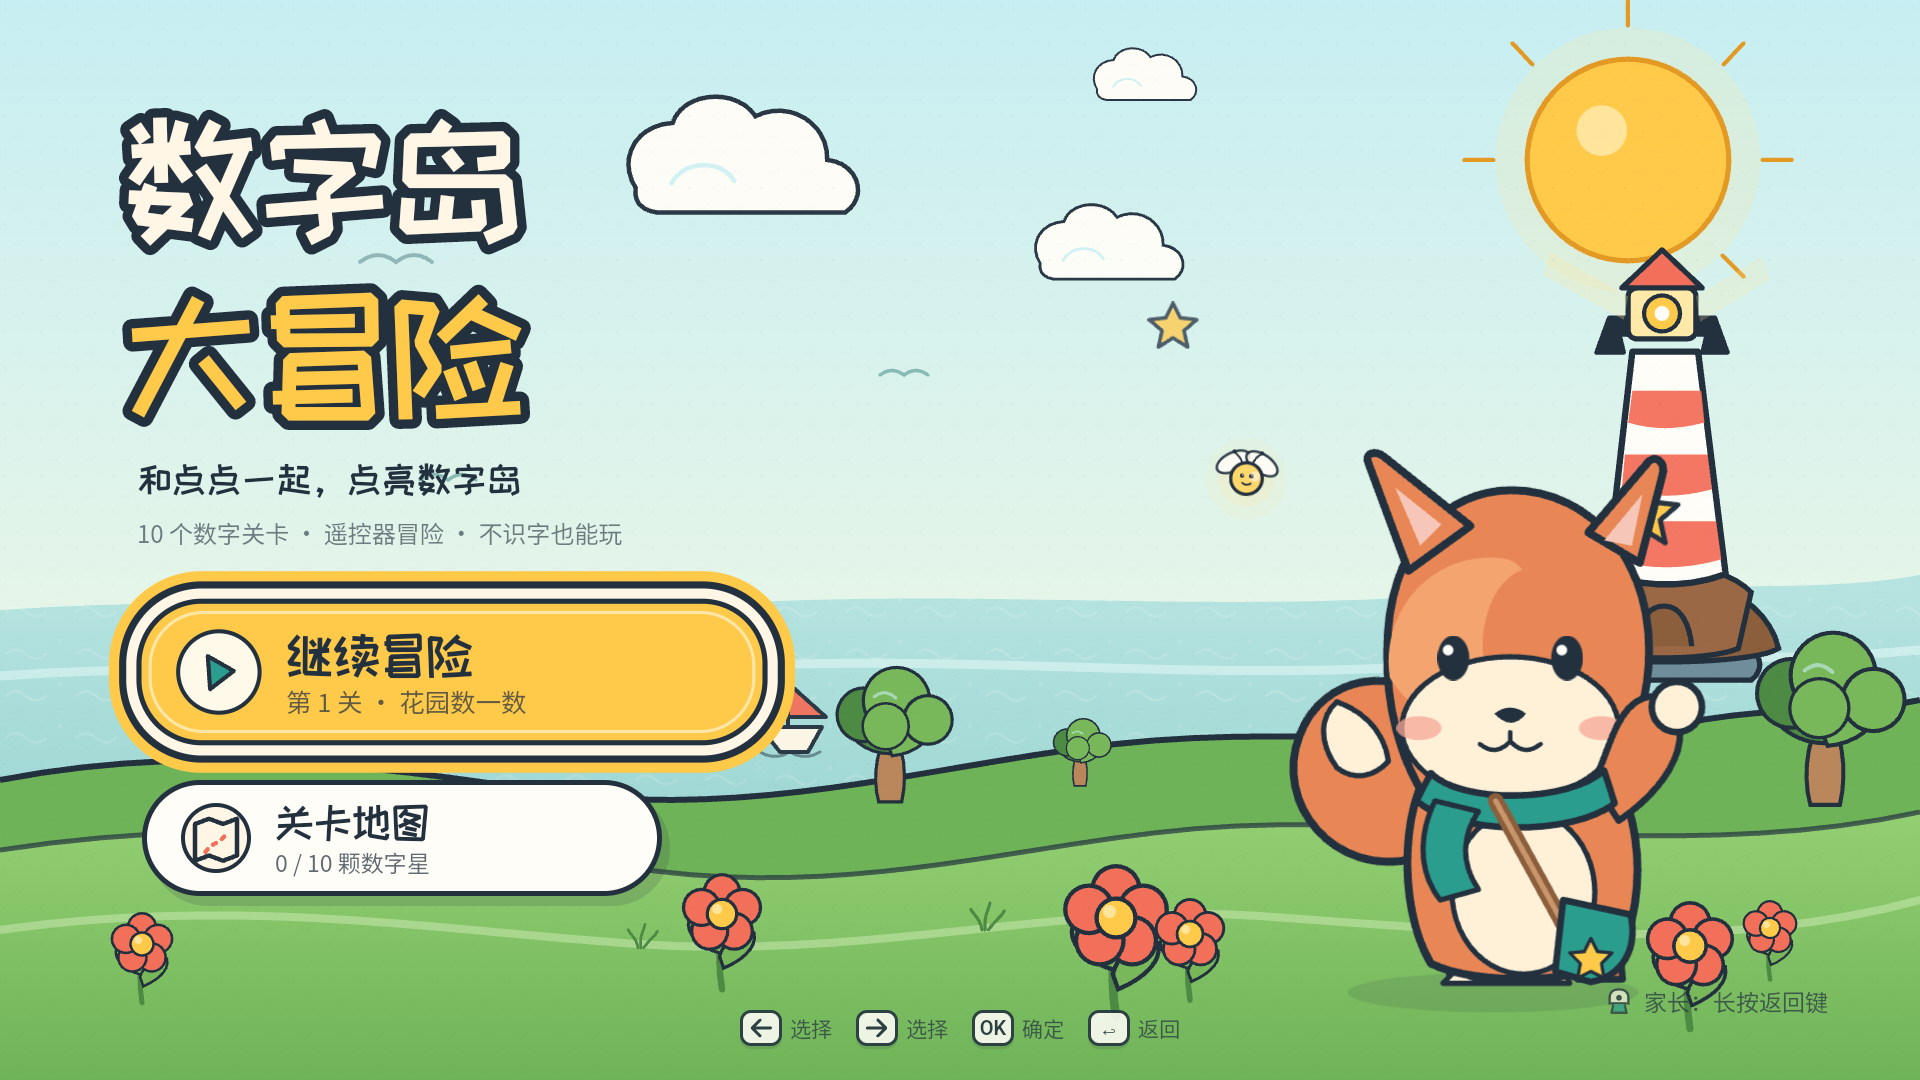 数字岛
大冒险
和点点一起，点亮数字岛
10 个数字关卡 · 遥控器冒险 · 不识字也能玩
继续冒险
第 1 关 · 花园数一数
关卡地图
0 / 10 颗数字星
家长：长按返回键
← 选择 → 选择 OK 确定 ↩ 返回